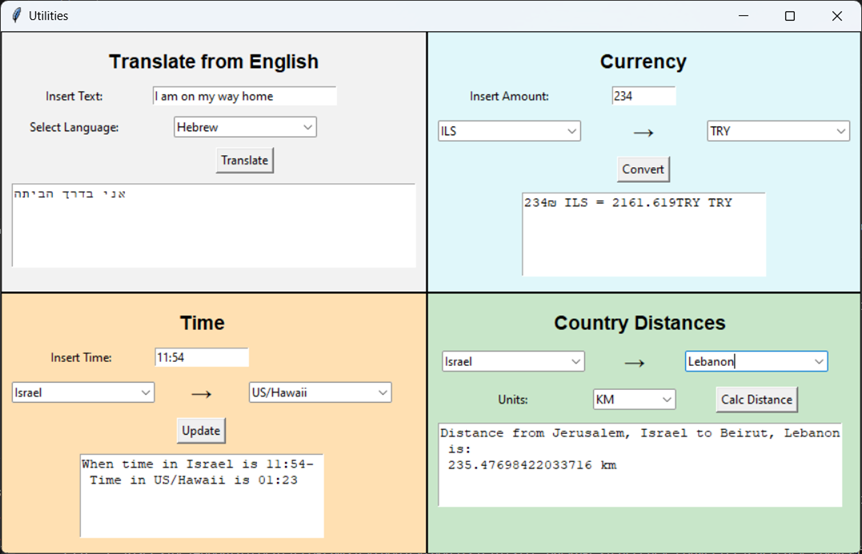 Utilities
Translate from English
Insert Text: I am on my way home
Select Language: Hebrew
Translate
אני בדרך הביתה
Currency
Insert Amount: 234
ILS → TRY
Convert
234₪ ILS = 2161.619TRY TRY
Time
Insert Time: 11:54
Israel → US/Hawaii
Update
When time in Israel is 11:54-
Time in US/Hawaii is 01:23
Country Distances
Israel → Lebanon
Units: KM Calc Distance
Distance from Jerusalem, Israel to Beirut, Lebanon
is:
235.47698422033716 km